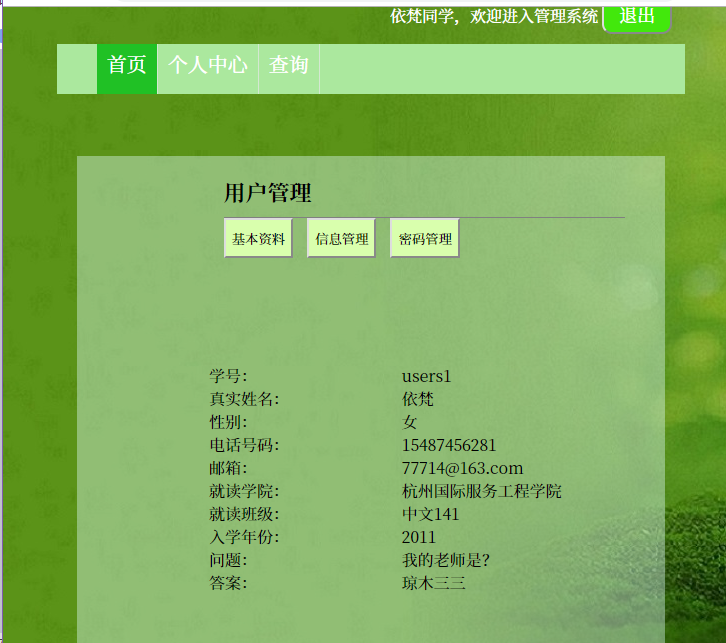 依梵同学，欢迎进入管理系统 退出
首页 个人中心 查询
用户管理
基本资料 信息管理 密码管理
学号： users1
真实姓名： 依梵
性别： 女
电话号码： 15487456281
邮箱： 77714@163.com
就读学院： 杭州国际服务工程学院
就读班级： 中文141
入学年份： 2011
问题： 我的老师是？
答案： 琼木三三